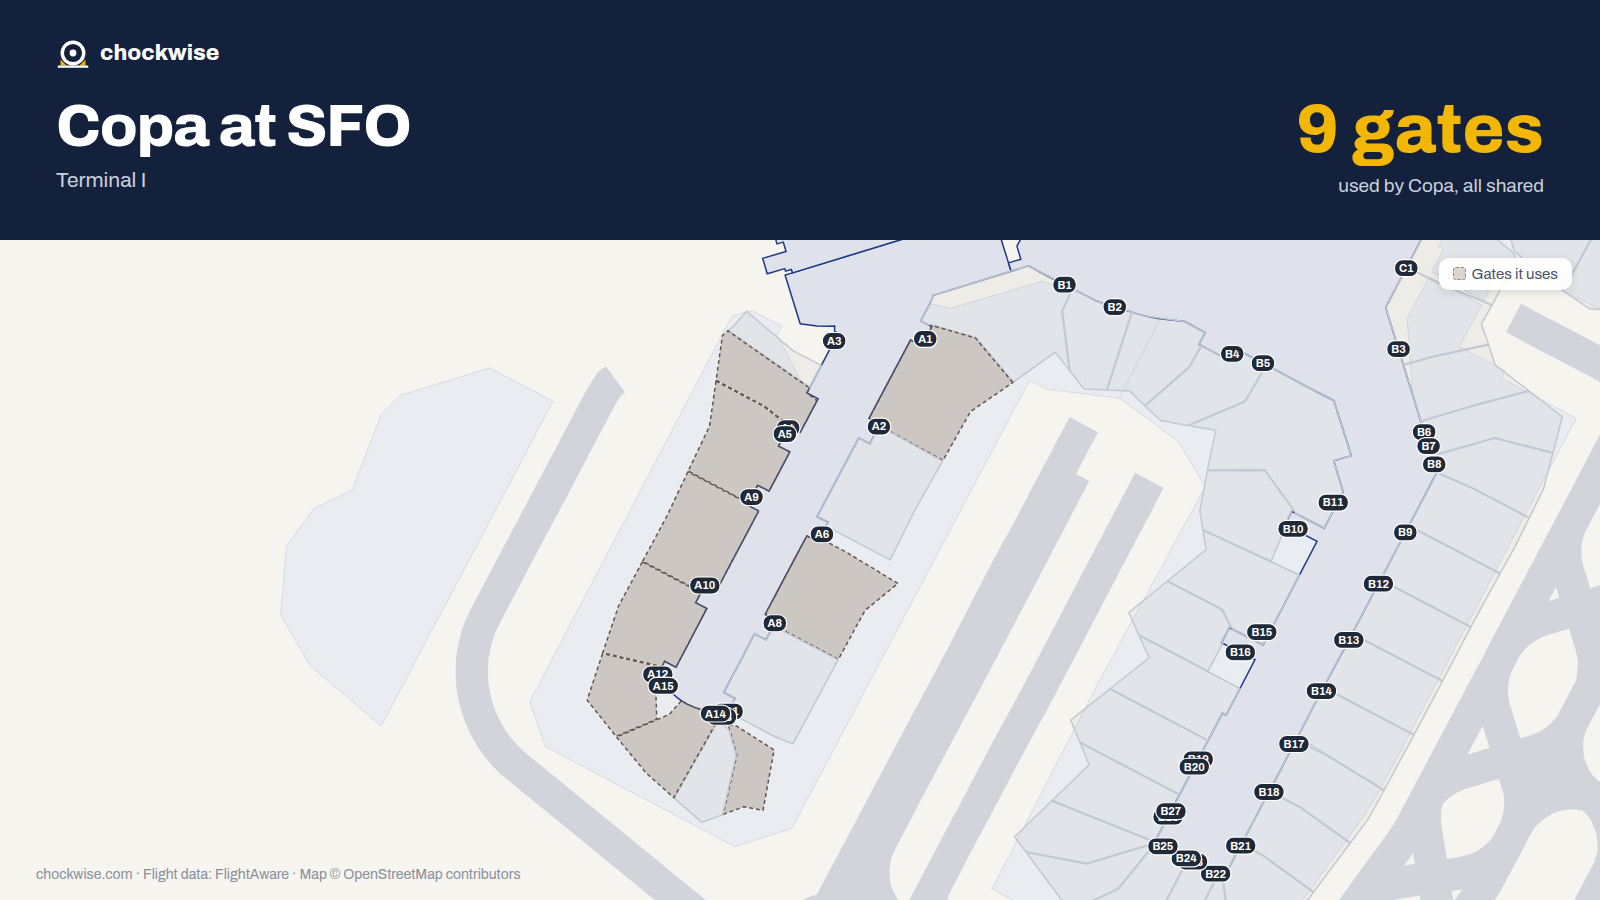 chockwise
Copa at SFO
Terminal I
9 gates
used by Copa, all shared
Gates it uses
C1
B1
B2
A3
A1
B3
B4
B5
A2
A5
B6
B7
B8
A9
B11
B10
A6
B9
A10
B12
A8
B15
B13
B16
A12
A15
B14
A14
B17
B20
B18
B27
B25
B21
B24
B22
chockwise.com · Flight data: FlightAware · Map © OpenStreetMap contributors